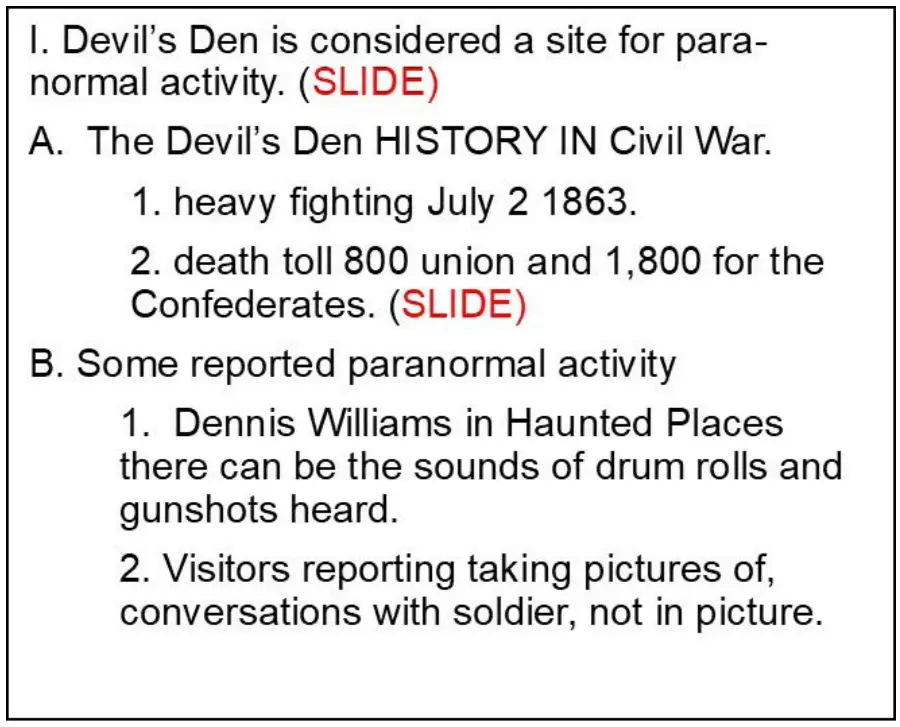 I. Devil’s Den is considered a site for para-
normal activity. (SLIDE)
A.  The Devil’s Den HISTORY IN Civil War.
1. heavy fighting July 2 1863.
2. death toll 800 union and 1,800 for the
Confederates. (SLIDE)
B. Some reported paranormal activity
1.  Dennis Williams in Haunted Places
there can be the sounds of drum rolls and
gunshots heard.
2. Visitors reporting taking pictures of,
conversations with soldier, not in picture.